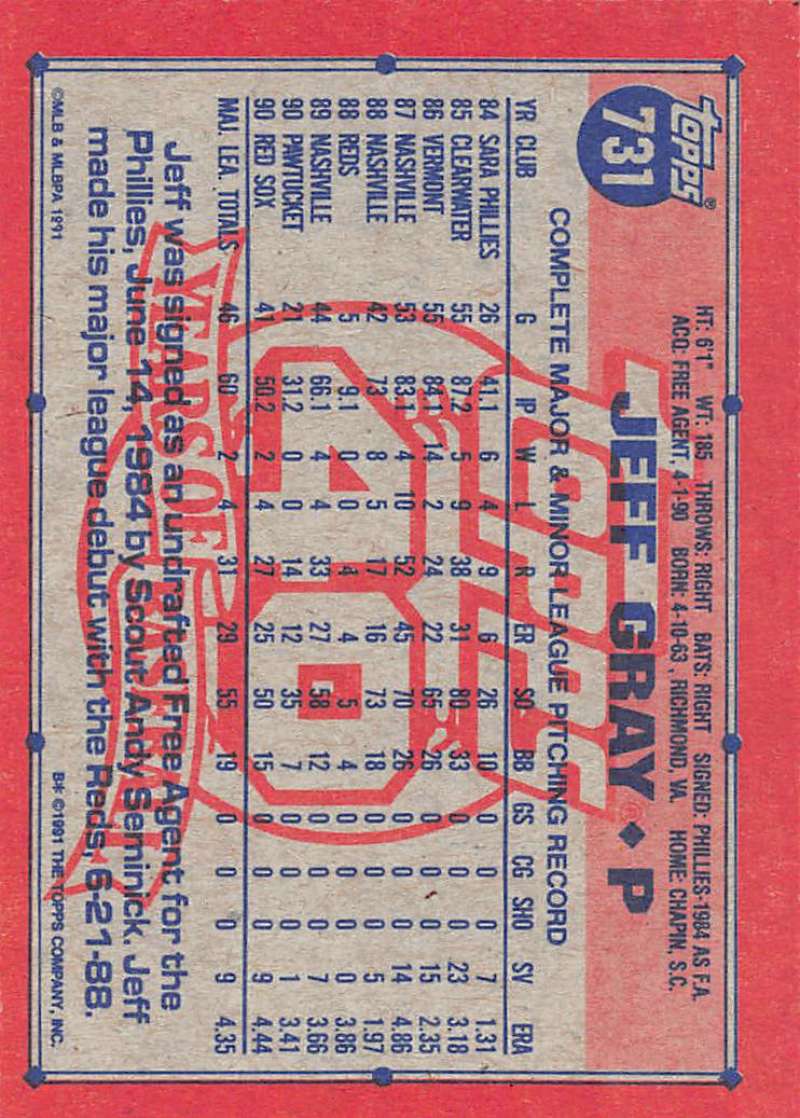 topps®
731
HT: 6'1" WT: 185 THROWS: RIGHT BATS: RIGHT SIGNED: PHILLIES-1984 AS F.A.
ACQ: FREE AGENT, 4-1-90 BORN: 4-10-63, RICHMOND, VA. HOME: CHAPIN, S.C.
JEFF GRAY ◆ P
COMPLETE MAJOR & MINOR LEAGUE PITCHING RECORD
YR CLUB G IP W L R ER SO BB GS CG SHO SV ERA
84 SARA PHILLIES 26 41.1 6 4 9 6 26 10 0 0 0 7 1.31
85 CLEARWATER 55 87.2 5 9 38 31 80 33 0 0 0 23 3.18
86 VERMONT 55 84.1 14 2 24 22 65 26 0 0 0 15 2.35
87 NASHVILLE 53 83.1 4 10 52 45 70 26 0 0 0 14 4.86
88 NASHVILLE 42 73 8 5 17 16 73 18 0 0 0 5 1.97
88 REDS 5 9.1 0 0 4 4 5 4 0 0 0 0 3.86
89 NASHVILLE 44 66.1 4 4 33 27 58 12 0 0 0 7 3.66
90 PAWTUCKET 21 31.2 0 0 14 12 35 7 0 0 0 1 3.41
90 RED SOX 41 50.2 2 4 27 25 50 15 0 0 0 9 4.44
MAJ. LEA. TOTALS 46 60 2 4 31 29 55 19 0 0 0 9 4.35
Topps
40
YEARS OF BASEBALL
Jeff was signed as an undrafted Free Agent for the
Phillies, June 14, 1984 by Scout Andy Seminick. Jeff
made his major league debut with the Reds, 6-21-88.
©MLB & MLBPA 1991 B* ©1991 THE TOPPS COMPANY, INC.